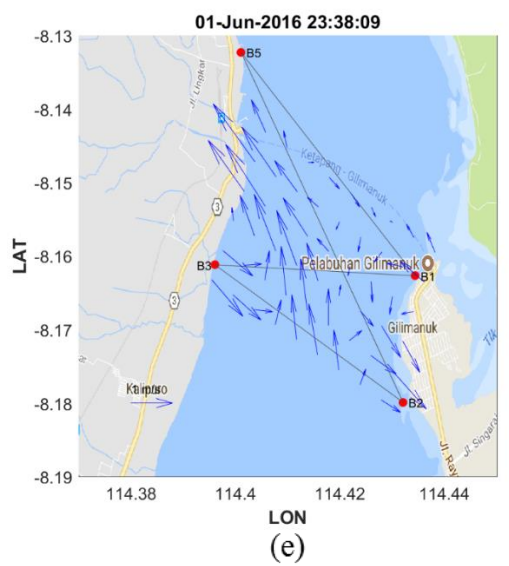 01-Jun-2016 23:38:09
-8.13
-8.14
-8.15
-8.16
-8.17
-8.18
-8.19
LAT
Jl. Lingkar
B5
Ketapang - Gilimanuk
3
B3
Pelabuhan Gilimanuk
B1
3
Gilimanuk
B2
Jl. Raya
Jl. Singaraja
114.38
114.4
114.42
114.44
LON
(e)